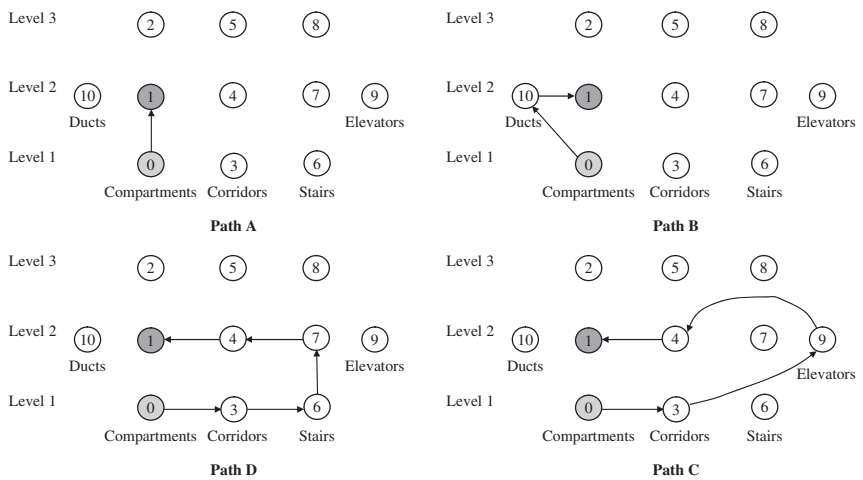 Level 3 2 5 8
Level 2 10 1 4 7 9
Ducts Elevators
Level 1 0 3 6
Compartments Corridors Stairs
Path A
Level 3 2 5 8
Level 2 10 1 4 7 9
Ducts Elevators
Level 1 0 3 6
Compartments Corridors Stairs
Path B
Level 3 2 5 8
Level 2 10 1 4 7 9
Ducts Elevators
Level 1 0 3 6
Compartments Corridors Stairs
Path D
Level 3 2 5 8
Level 2 10 1 4 7 9
Ducts Elevators
Level 1 0 3 6
Compartments Corridors Stairs
Path C